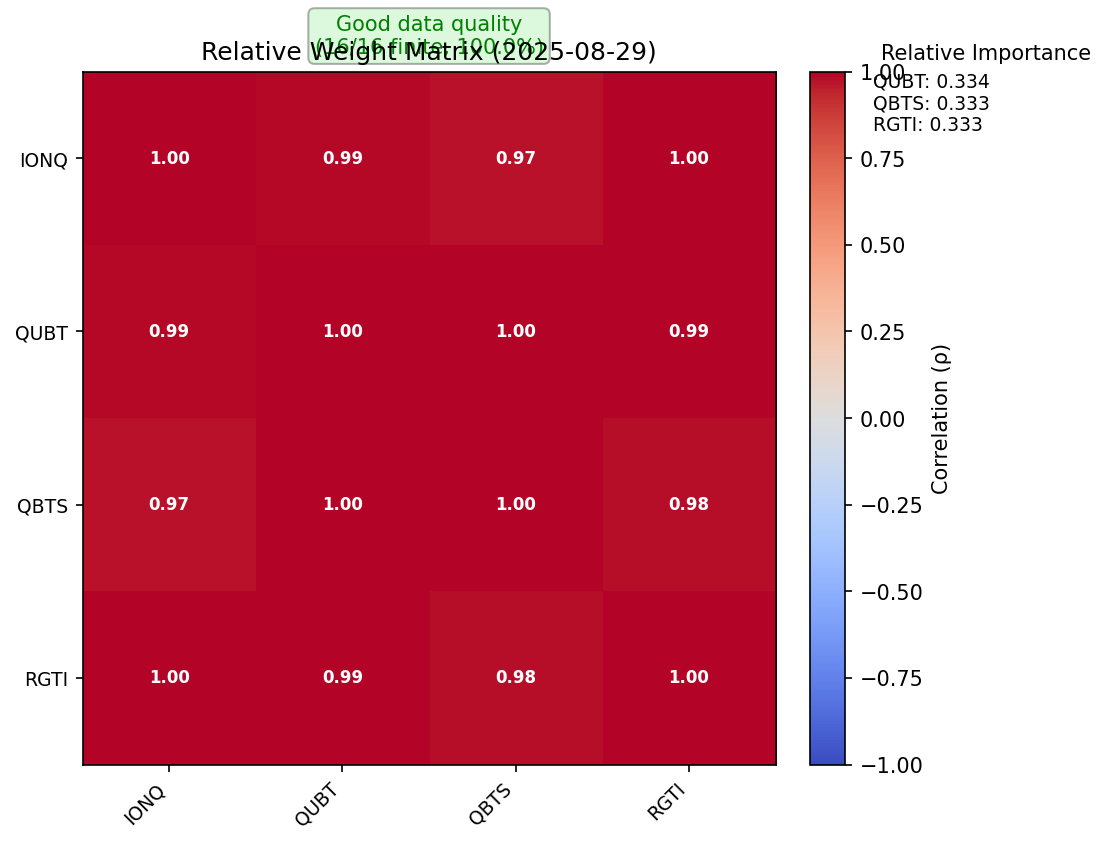 Good data quality
(16/16 finite, 100.0%)
Relative Weight Matrix (2025-08-29)
Relative Importance
QUBT: 0.334
QBTS: 0.333
RGTI: 0.333
IONQ 1.00 0.99 0.97 1.00
QUBT 0.99 1.00 1.00 0.99
QBTS 0.97 1.00 1.00 0.98
RGTI 1.00 0.99 0.98 1.00
IONQ QUBT QBTS RGTI
1.00
0.75
0.50
0.25
0.00
−0.25
−0.50
−0.75
−1.00
Correlation (ρ)